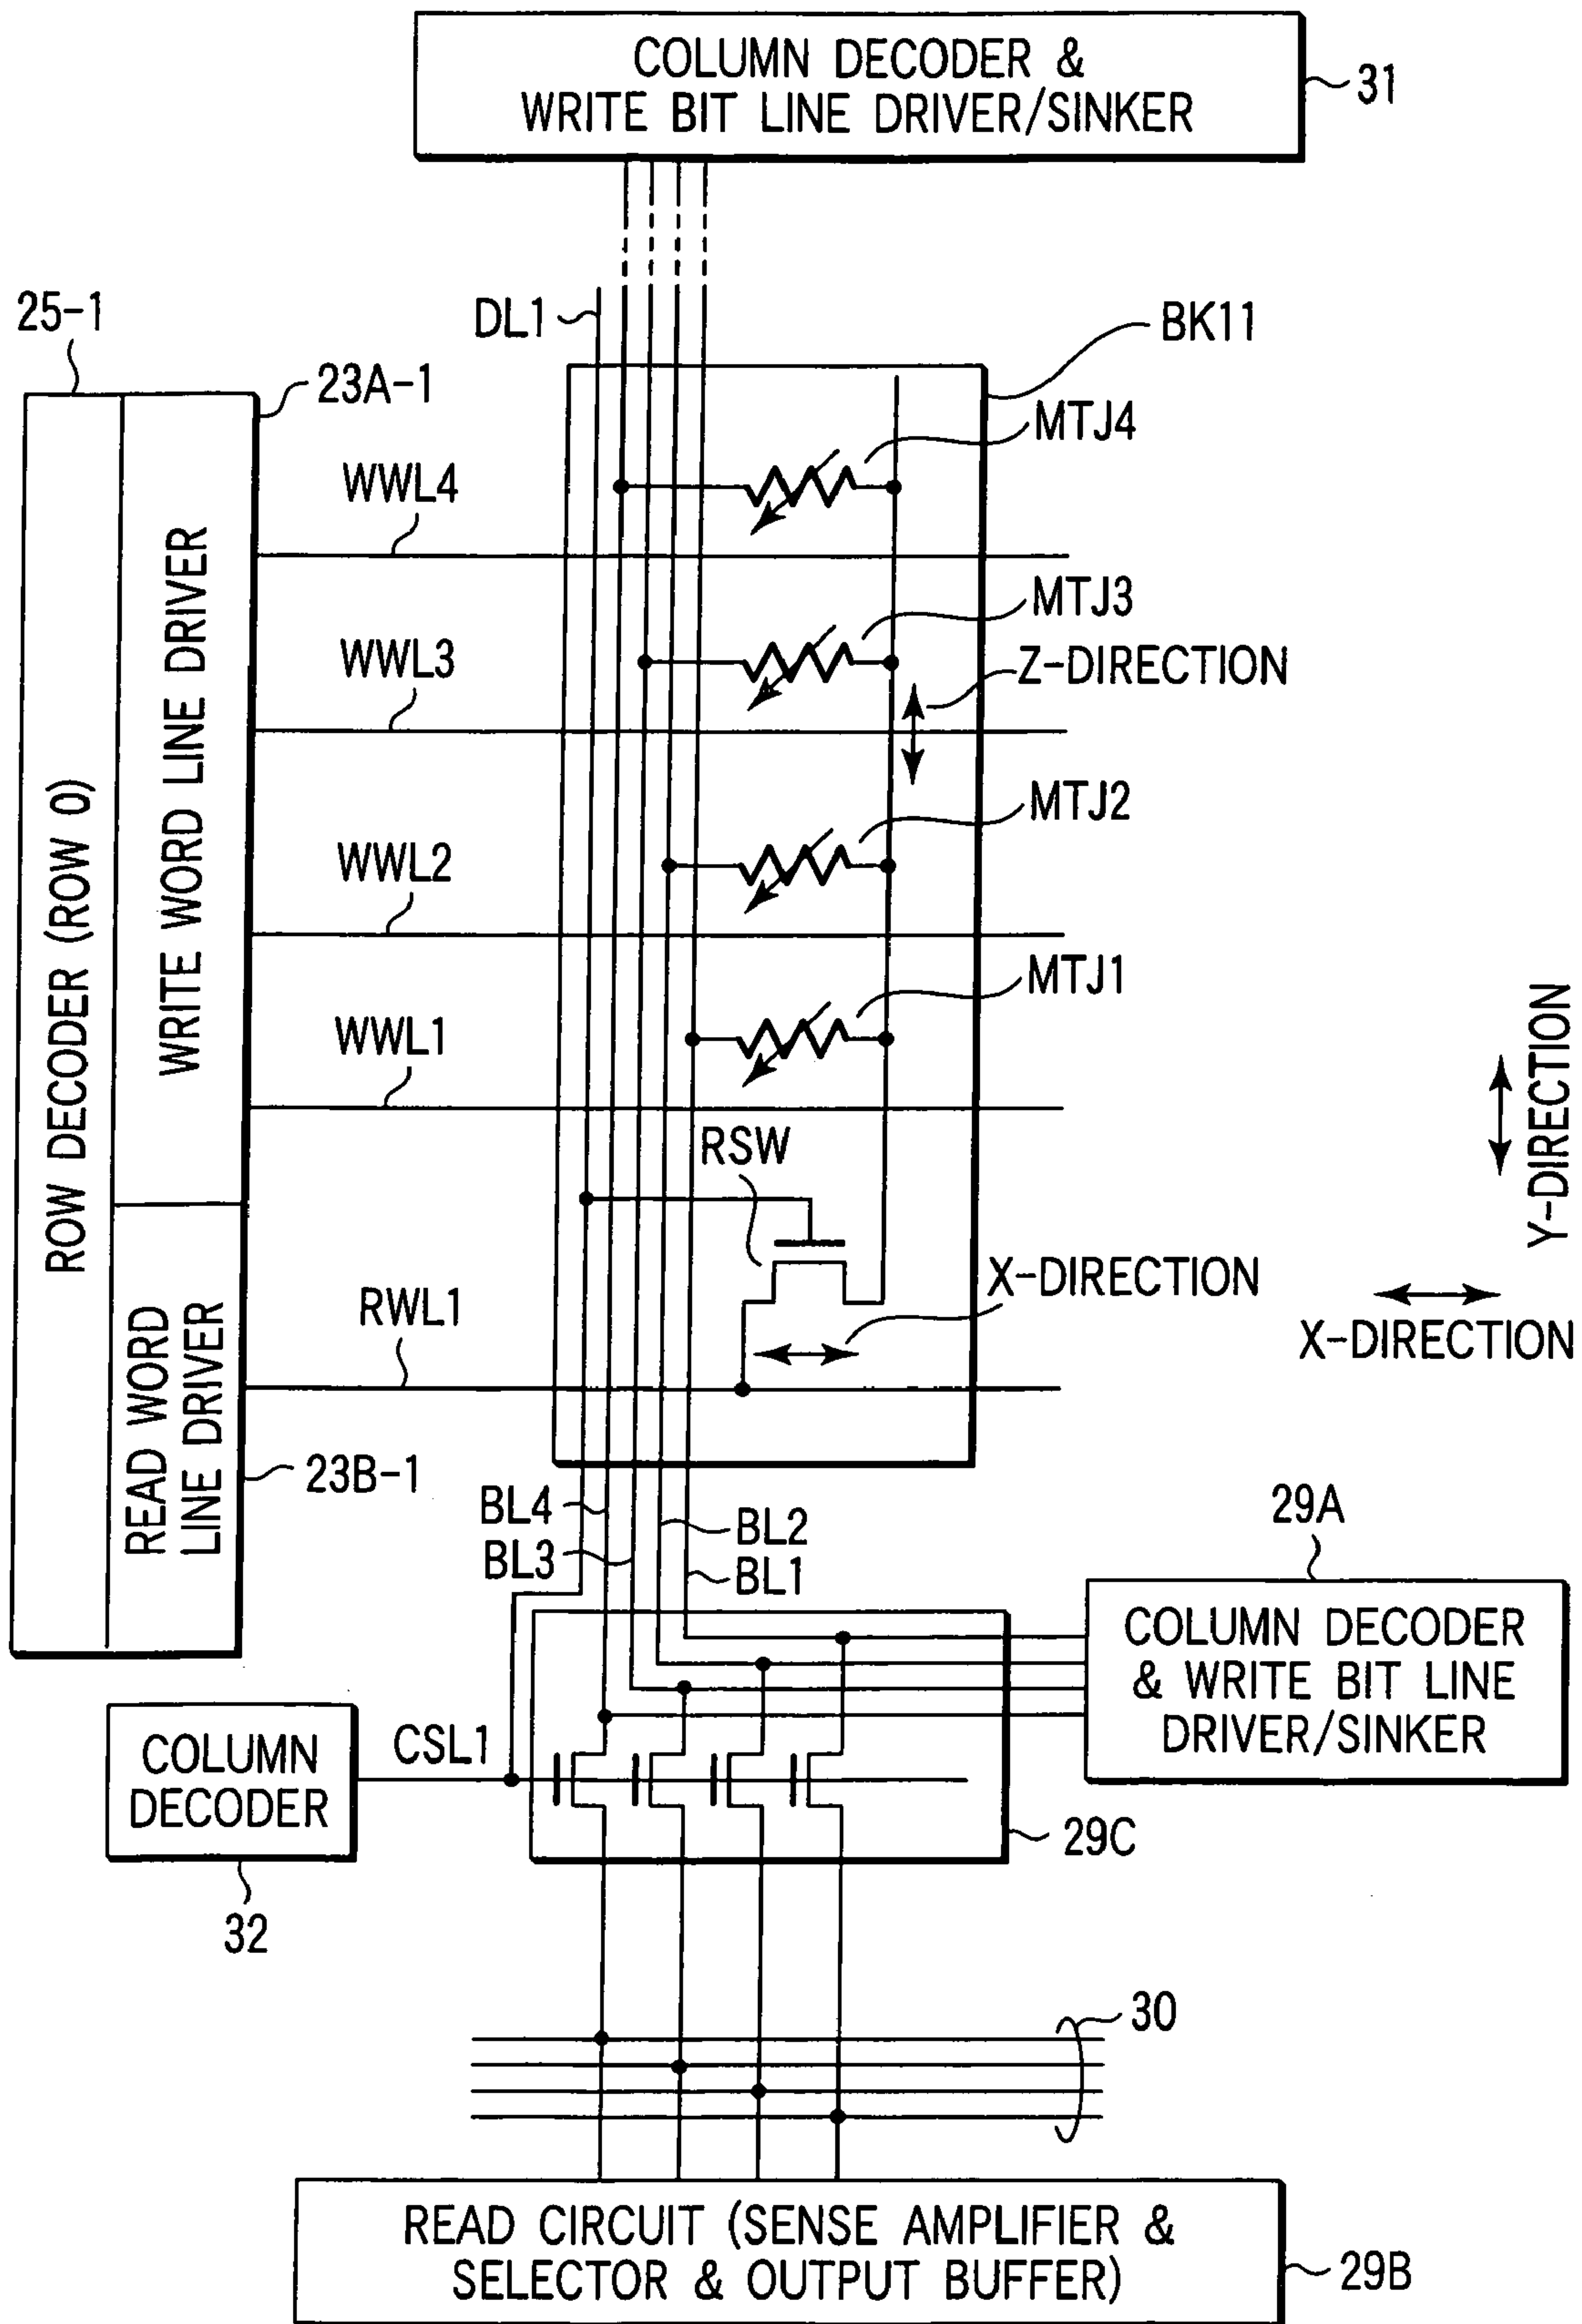 COLUMN DECODER &
WRITE BIT LINE DRIVER/SINKER
31
25-1
DL1
BK11
23A-1
MTJ4
WWL4
MTJ3
WWL3
Z-DIRECTION
MTJ2
WWL2
MTJ1
WWL1
ROW DECODER (ROW 0)
WRITE WORD LINE DRIVER
RSW
Y-DIRECTION
X-DIRECTION
RWL1
X-DIRECTION
READ WORD
LINE DRIVER
23B-1
BL4
BL2
BL3
BL1
29A
COLUMN DECODER
& WRITE BIT LINE
DRIVER/SINKER
COLUMN
DECODER
CSL1
29C
32
30
READ CIRCUIT (SENSE AMPLIFIER &
SELECTOR & OUTPUT BUFFER)
29B